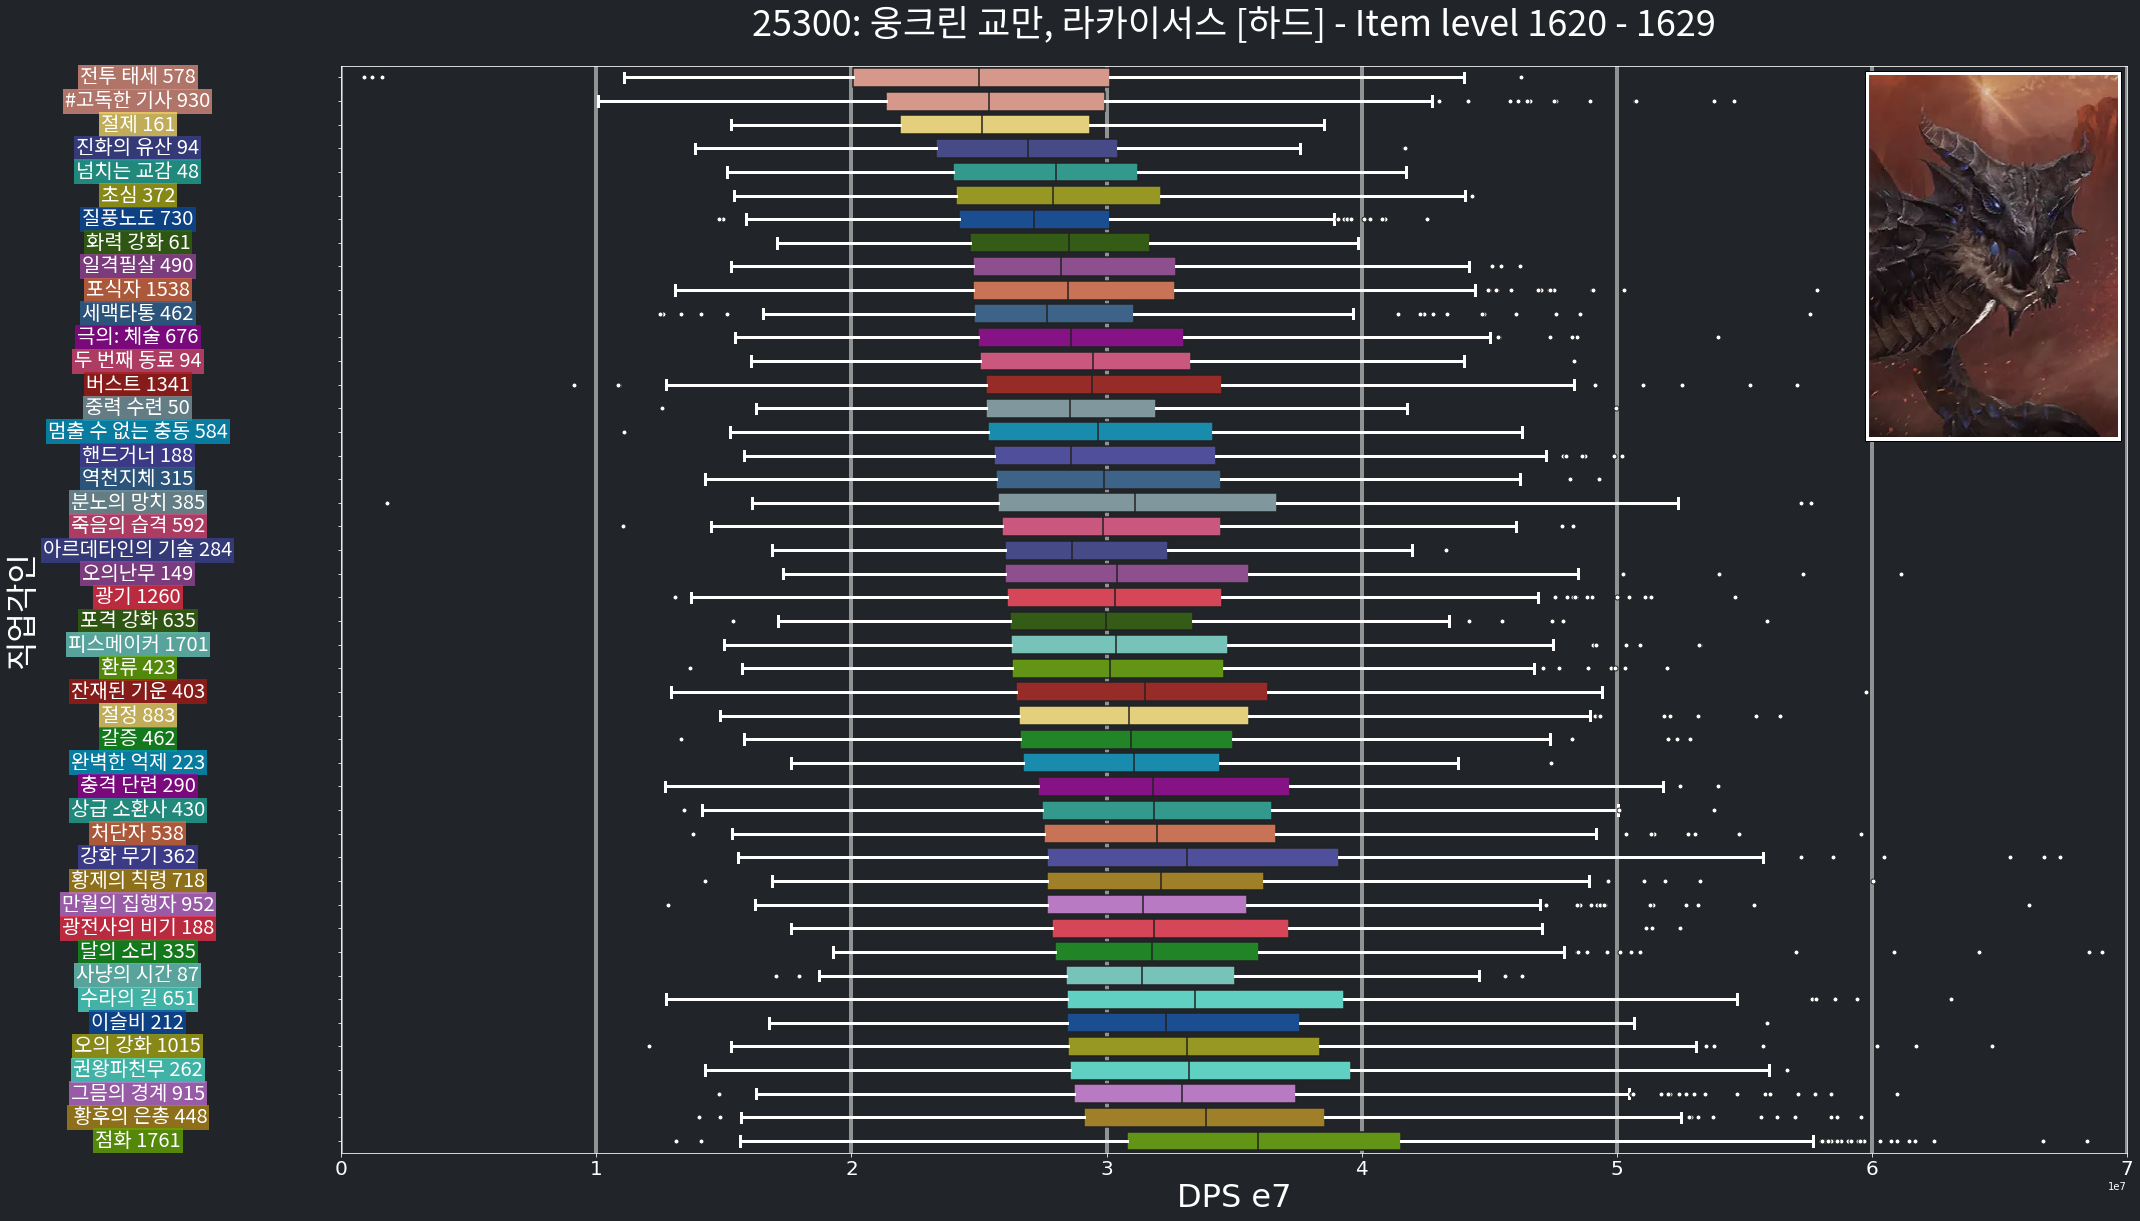 25300: 웅크린 교만, 라카이서스 [하드] - Item level 1620 - 1629
전투 태세 578
#고독한 기사 930
절제 161
진화의 유산 94
넘치는 교감 48
초심 372
질풍노도 730
화력 강화 61
일격필살 490
포식자 1538
세맥타통 462
극의: 체술 676
두 번째 동료 94
버스트 1341
중력 수련 50
멈출 수 없는 충동 584
핸드거너 188
역천지체 315
분노의 망치 385
죽음의 습격 592
아르데타인의 기술 284
오의난무 149
광기 1260
포격 강화 635
피스메이커 1701
환류 423
잔재된 기운 403
절정 883
갈증 462
완벽한 억제 223
충격 단련 290
상급 소환사 430
처단자 538
강화 무기 362
황제의 칙령 718
만월의 집행자 952
광전사의 비기 188
달의 소리 335
사냥의 시간 87
수라의 길 651
이슬비 212
오의 강화 1015
권왕파천무 262
그믐의 경계 915
황후의 은총 448
점화 1761
직업각인
0 1 2 3 4 5 6 7
DPS e7
1e7